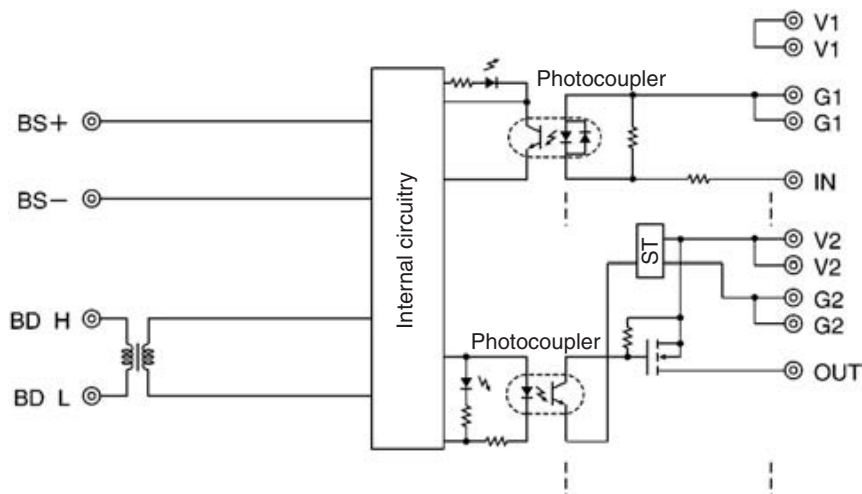 V1
V1
Photocoupler
G1
G1
BS+
IN
BS−
Internal circuitry
ST
V2
V2
G2
G2
BD H
Photocoupler
OUT
BD L